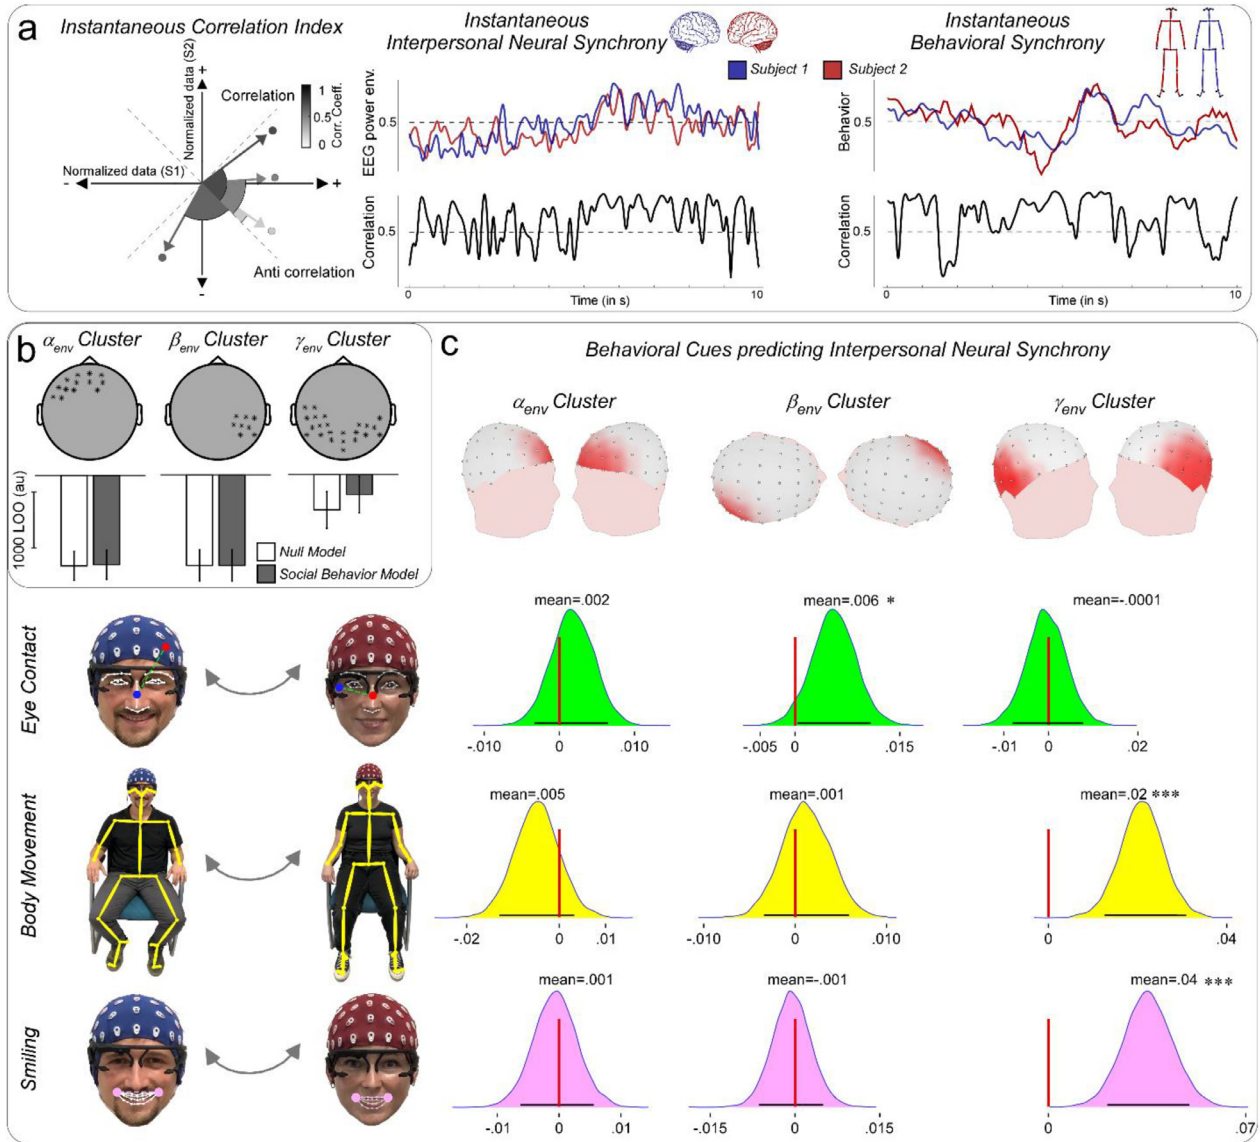 a
Instantaneous Correlation Index
Normalized data (S2)
+
Correlation
1
0.5
0
Corr. Coeff.
Normalized data (S1)
-
+
Anti correlation
-
Instantaneous
Interpersonal Neural Synchrony
Subject 1
Subject 2
EEG power env.
0.5
Correlation
0.5
0
10
Time (in s)
Instantaneous
Behavioral Synchrony
Behavior
0.5
Correlation
0.5
0
10
Time (in s)
b
αenv Cluster
βenv Cluster
γenv Cluster
1000 LOO (au)
Null Model
Social Behavior Model
c
Behavioral Cues predicting Interpersonal Neural Synchrony
αenv Cluster
βenv Cluster
γenv Cluster
Eye Contact
mean=.002
-.010 0 .010
mean=.006 *
-.005 0 .015
mean=-.0001
-.01 0 .02
Body Movement
mean=.005
-.02 0 .01
mean=.001
-.010 0 .010
mean=.02 ***
0 .04
Smiling
mean=.001
-.01 0 .01
mean=-.001
-.015 0 .015
mean=.04 ***
0 .07